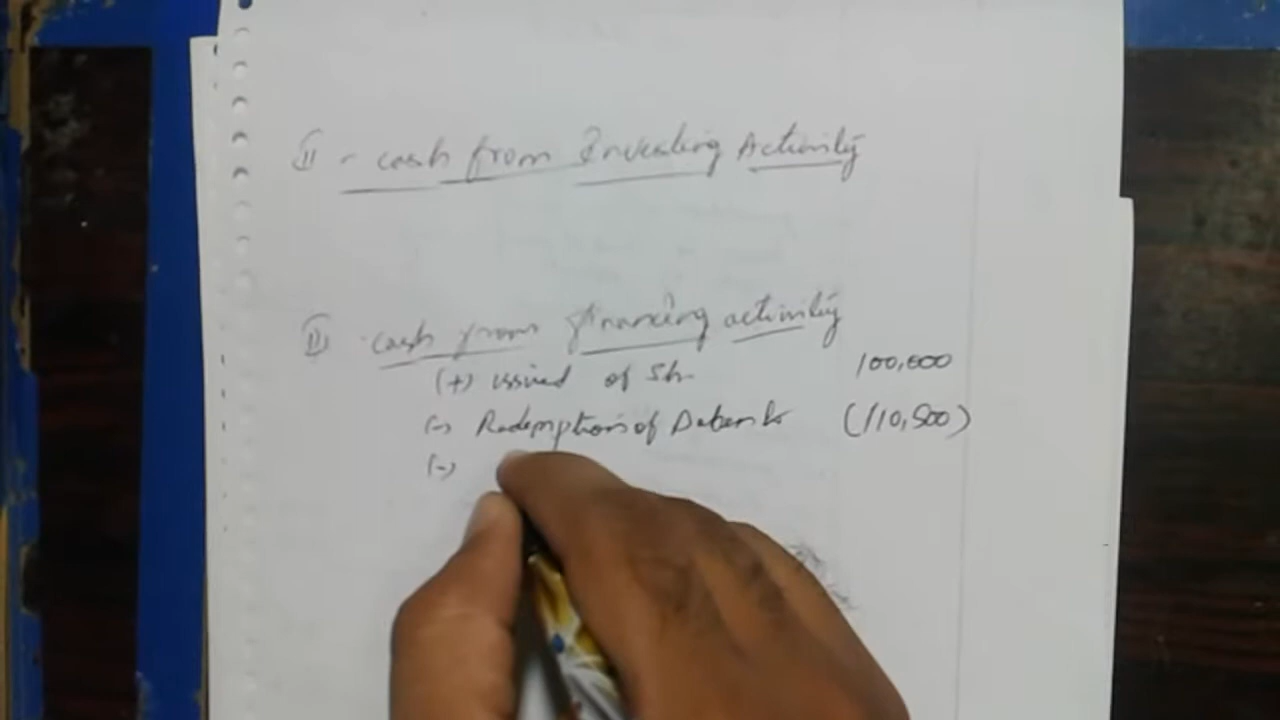 II - cash from Investing Activity
III cash from financing activity
(+) issued of Sh. 100,000
(-) Redemption of Debent (110,500)
(-)